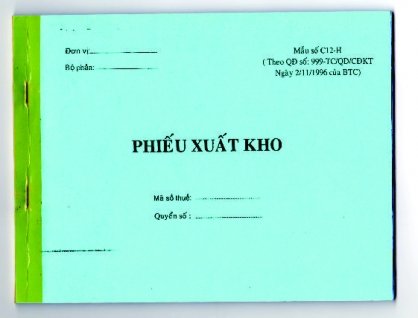 Đơn vị:
Bộ phận:
Mẫu số C12-H
( Theo QĐ số: 999-TC/QĐ/CĐKT
Ngày 2/11/1996 của BTC)
PHIẾU XUẤT KHO
Mã số thuế:
Quyển số :